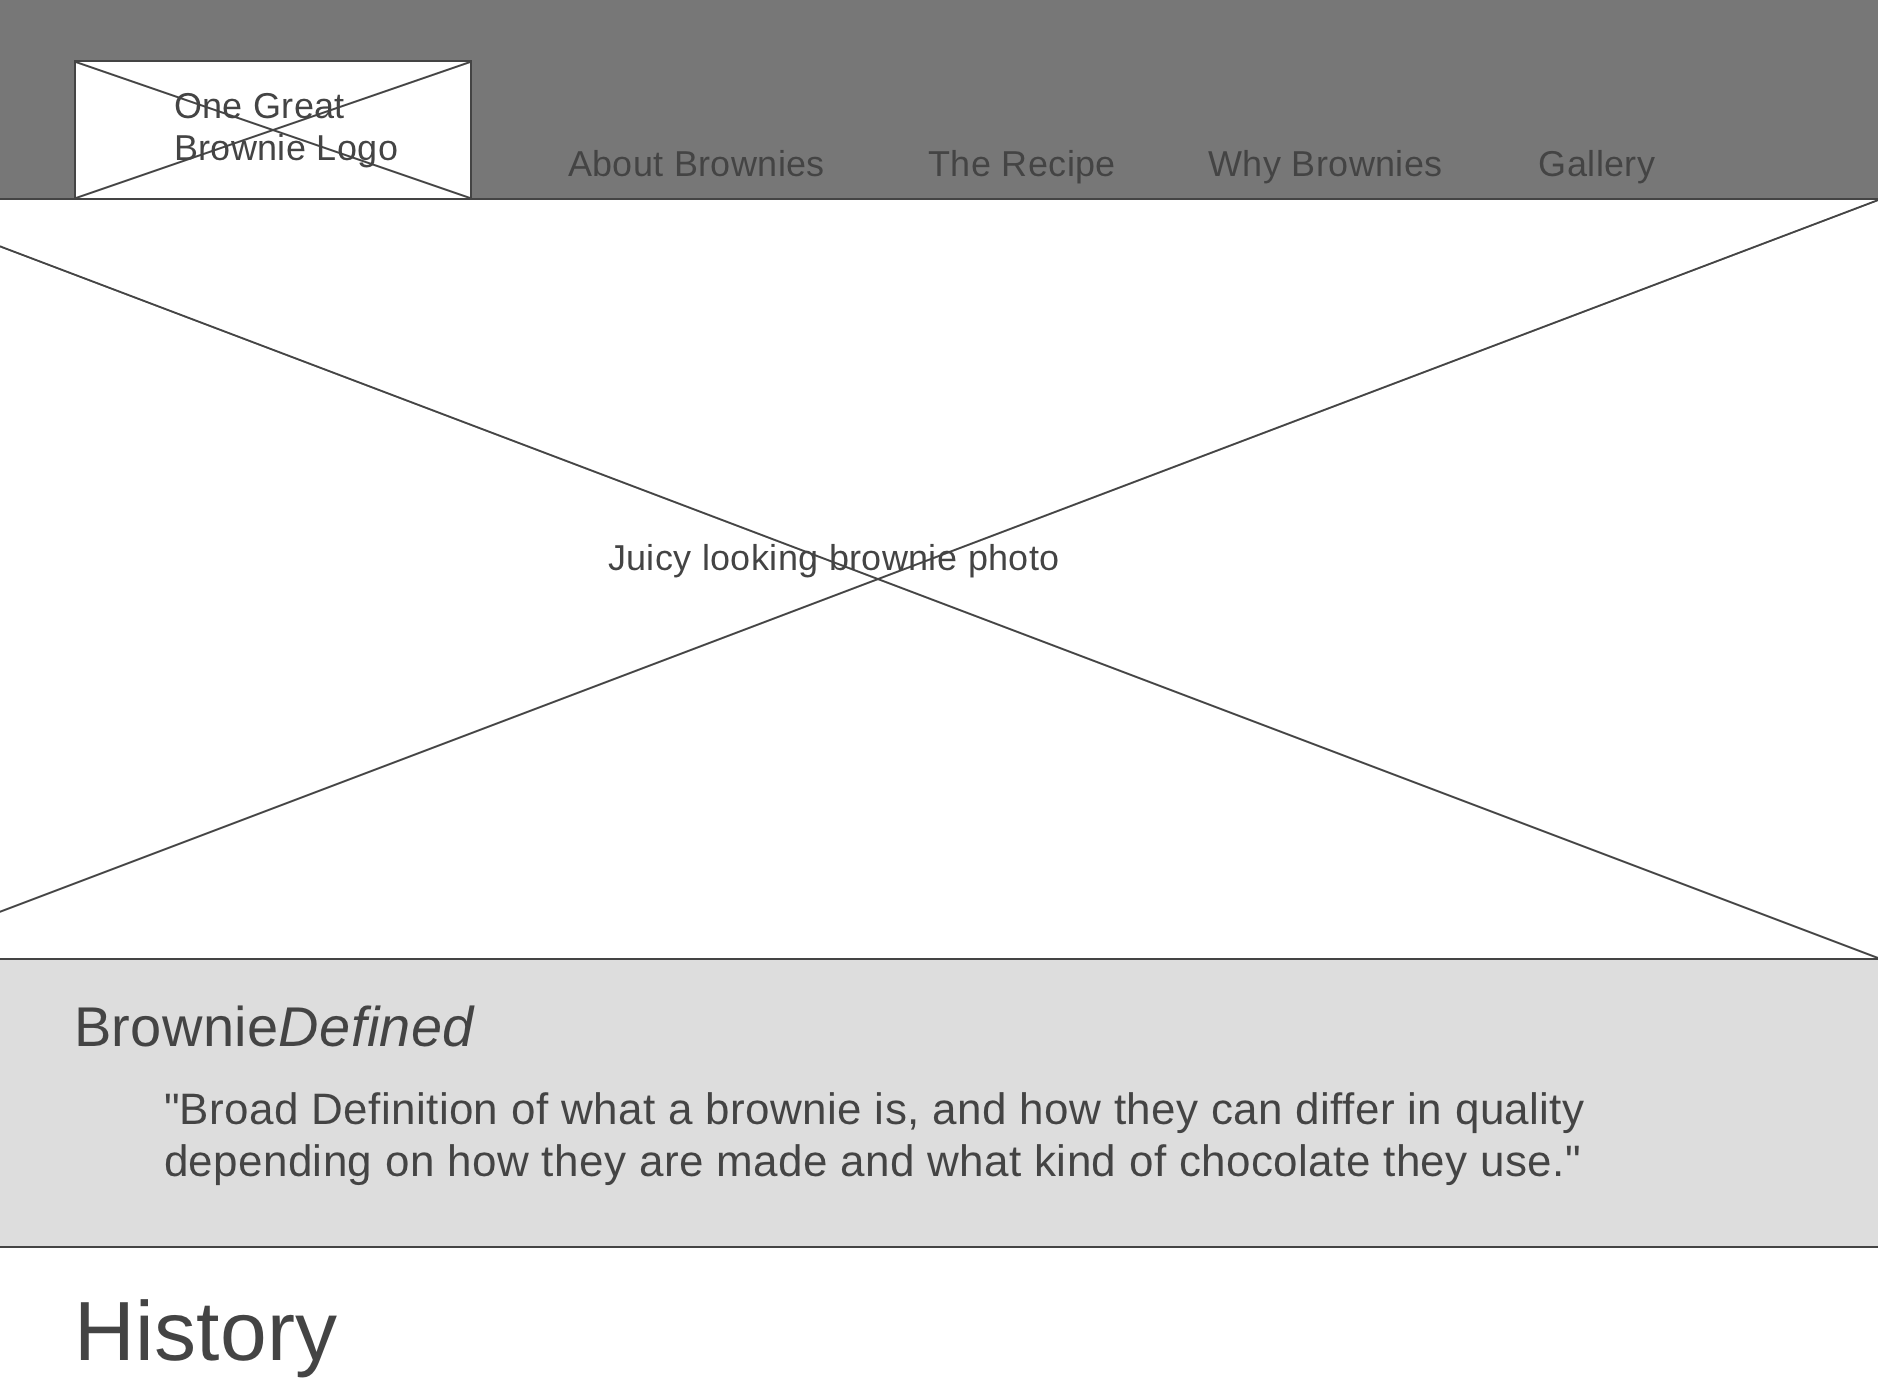 One Great
Brownie Logo
About Brownies The Recipe Why Brownies Gallery
Juicy looking brownie photo
BrownieDefined
"Broad Definition of what a brownie is, and how they can differ in quality
depending on how they are made and what kind of chocolate they use."
History